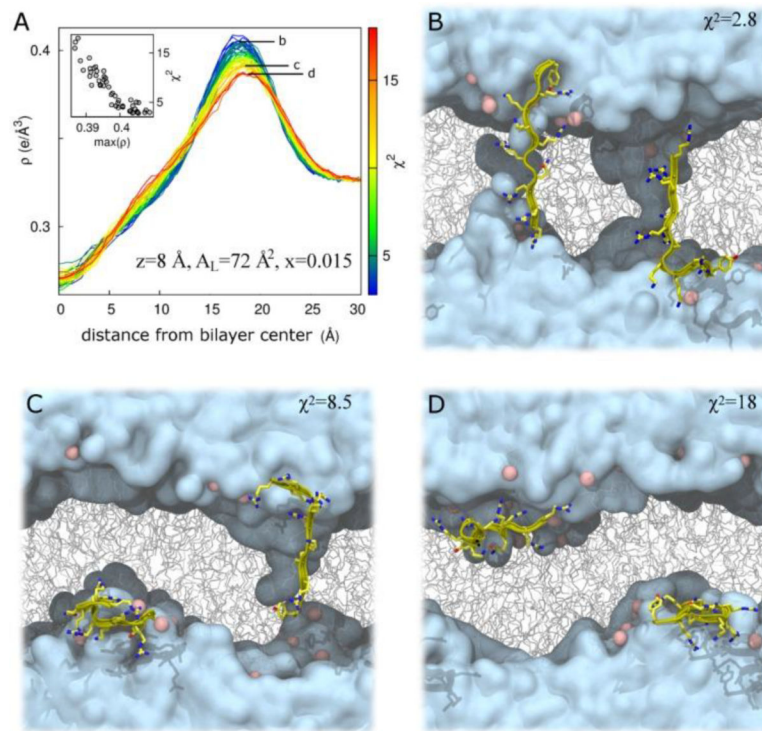 A
B
χ²=2.8
0.4
0.3
ρ (e/Å³)
15
5
χ²
0.39
0.4
max(ρ)
b
c
d
15
χ²
5
z=8 Å, A_L=72 Å², x=0.015
0
5
10
15
20
25
30
distance from bilayer center (Å)
C
χ²=8.5
D
χ²=18